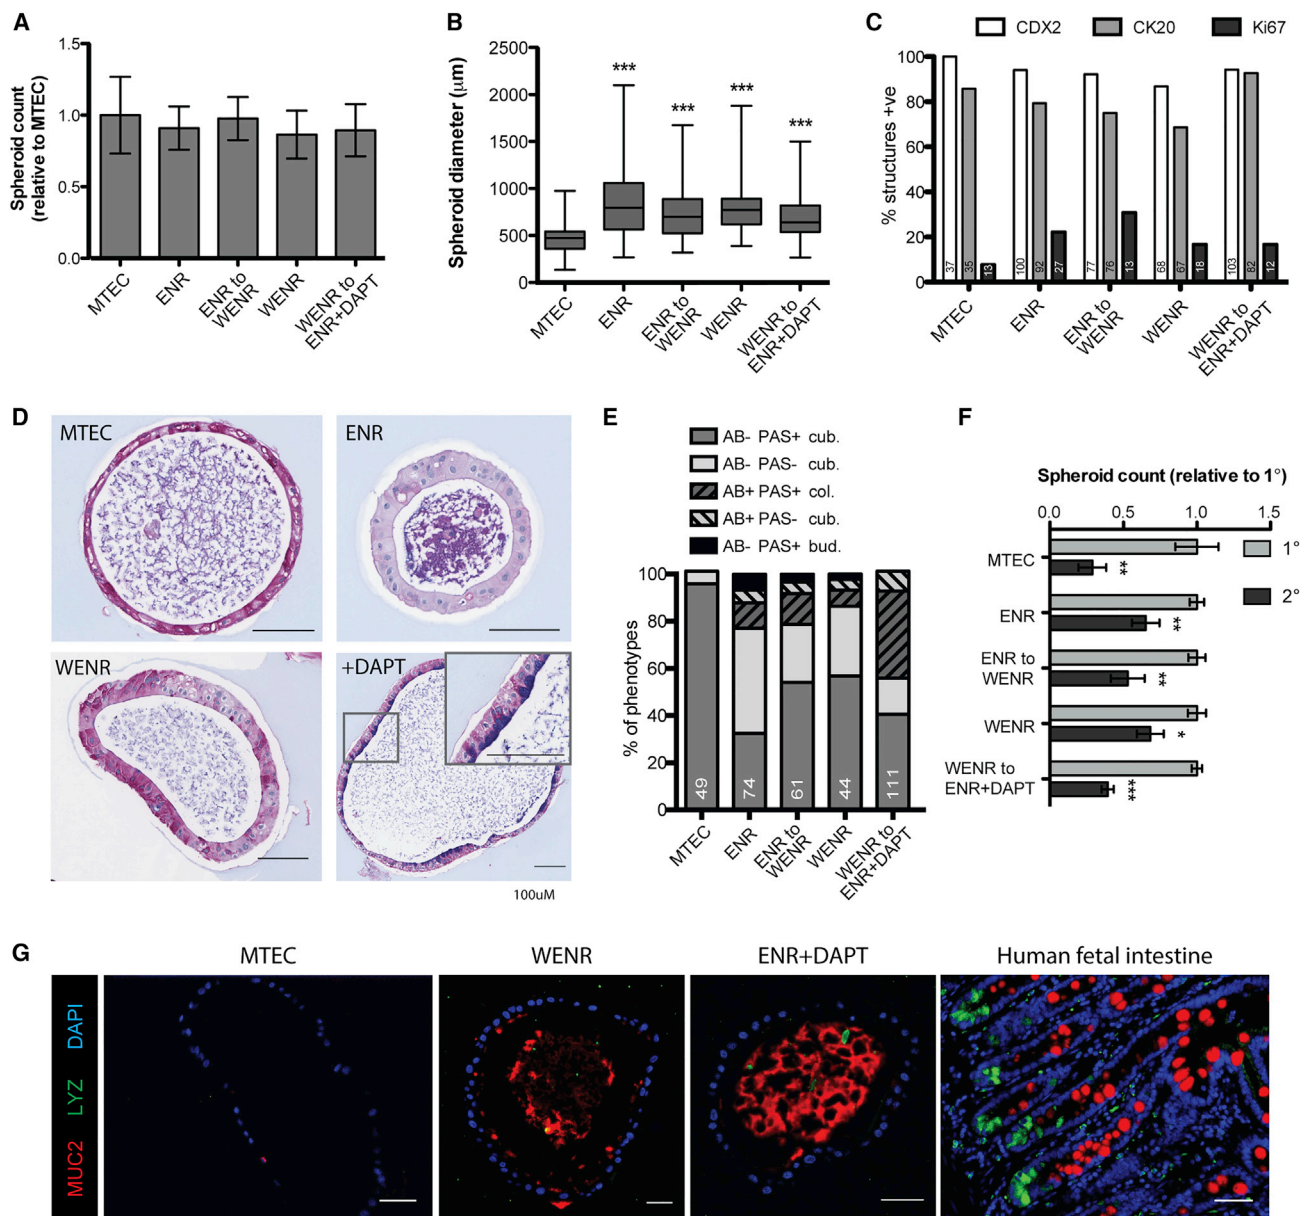 A
Spheroid count
(relative to MTEC)
1.5
1.0
0.5
0.0
MTEC
ENR
ENR to
WENR
WENR
WENR to
ENR+DAPT
B
Spheroid diameter (μm)
2500
2000
1500
1000
500
0
***
***
***
***
MTEC
ENR
ENR to
WENR
WENR
WENR to
ENR+DAPT
C
CDX2 CK20 Ki67
% structures +ve
100
80
60
40
20
0
37 35 13
100 92 27
77 76 13
68 67 18
103 82 12
MTEC
ENR
ENR to
WENR
WENR
WENR to
ENR+DAPT
D
MTEC
ENR
WENR
+DAPT
100uM
E
AB- PAS+ cub.
AB- PAS- cub.
AB+ PAS+ col.
AB+ PAS- cub.
AB- PAS+ bud.
% of phenotypes
100
80
60
40
20
0
49 74 61 44 111
MTEC
ENR
ENR to
WENR
WENR
WENR to
ENR+DAPT
F
Spheroid count (relative to 1°)
0.0 0.5 1.0 1.5
1°
2°
MTEC
**
ENR
**
ENR to
WENR
**
WENR
*
WENR to
ENR+DAPT
***
G
MTEC
WENR
ENR+DAPT
Human fetal intestine
MUC2 LYZ DAPI